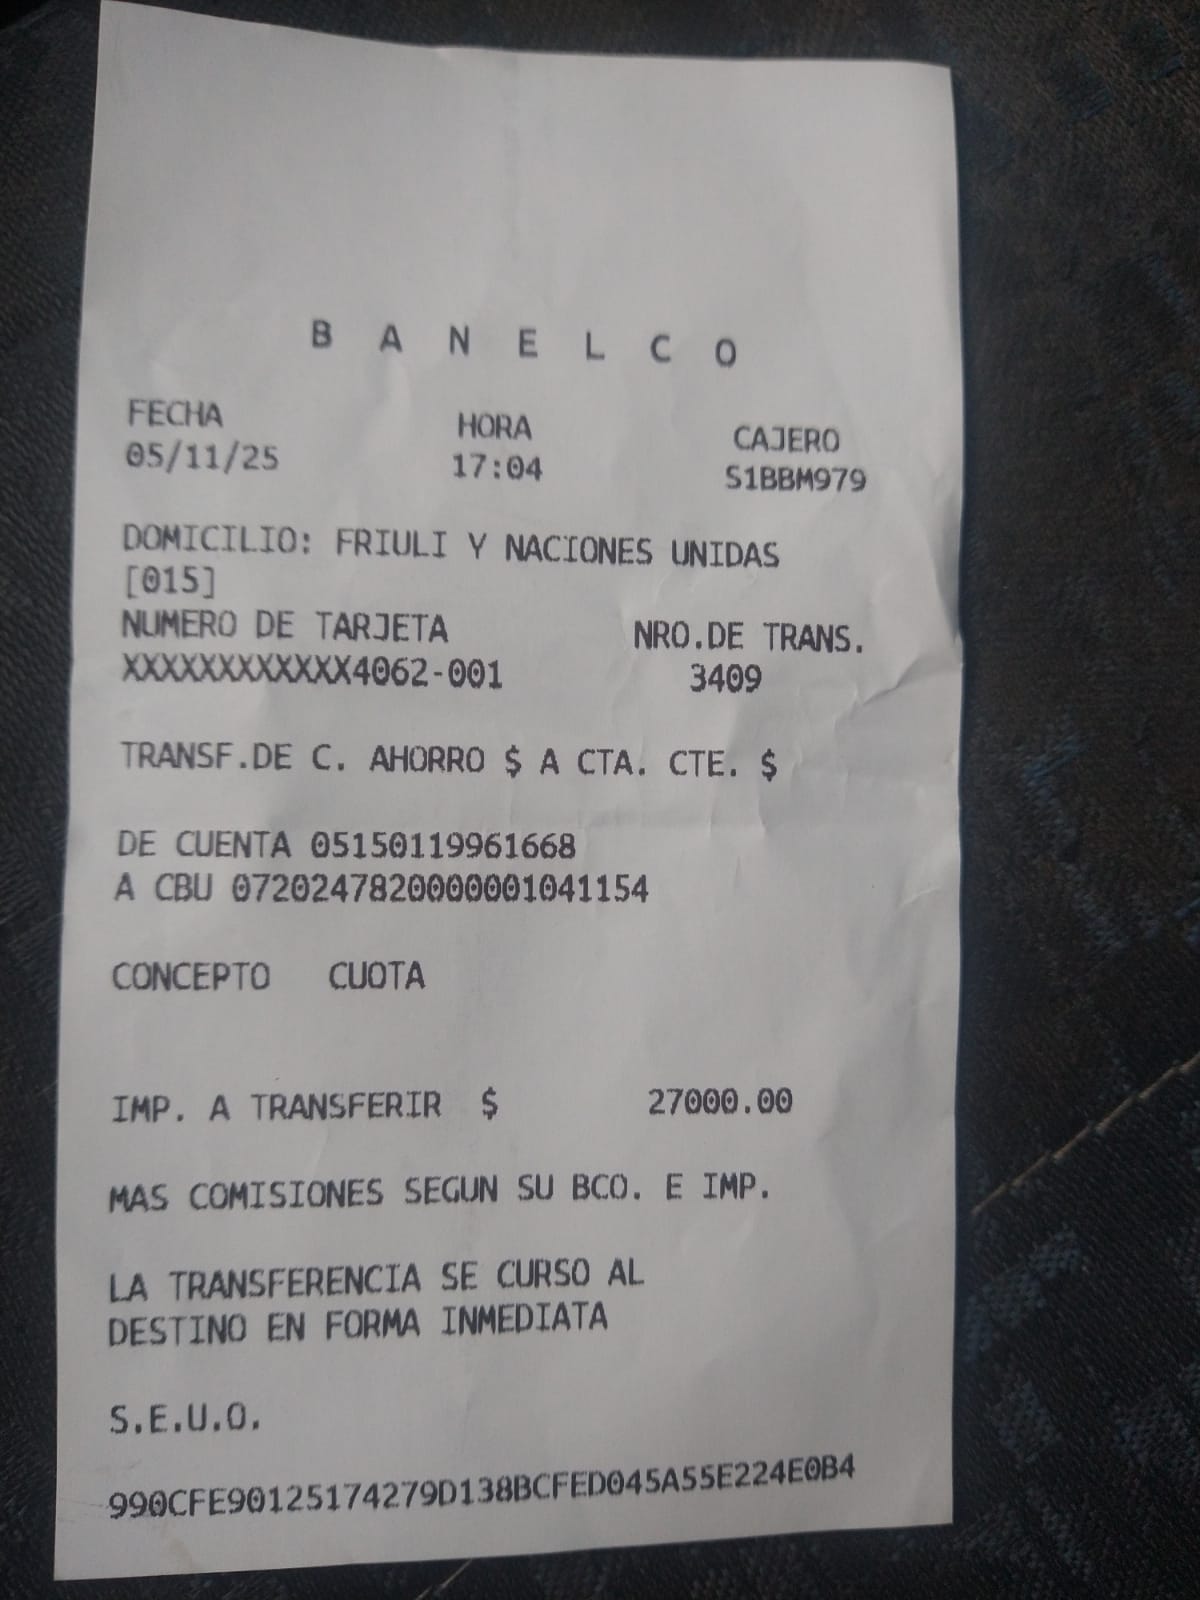 B A N E L C O
FECHA HORA CAJERO
05/11/25 17:04 S1BBM979
DOMICILIO: FRIULI Y NACIONES UNIDAS
[015]
NUMERO DE TARJETA NRO.DE TRANS.
XXXXXXXXXXXX4062-001 3409
TRANSF.DE C. AHORRO $ A CTA. CTE. $
DE CUENTA 05150119961668
A CBU 0720247820000001041154
CONCEPTO CUOTA
IMP. A TRANSFERIR $ 27000.00
MAS COMISIONES SEGUN SU BCO. E IMP.
LA TRANSFERENCIA SE CURSO AL
DESTINO EN FORMA INMEDIATA
S.E.U.O.
990CFE90125174279D138BCFED045A55E224E0B4